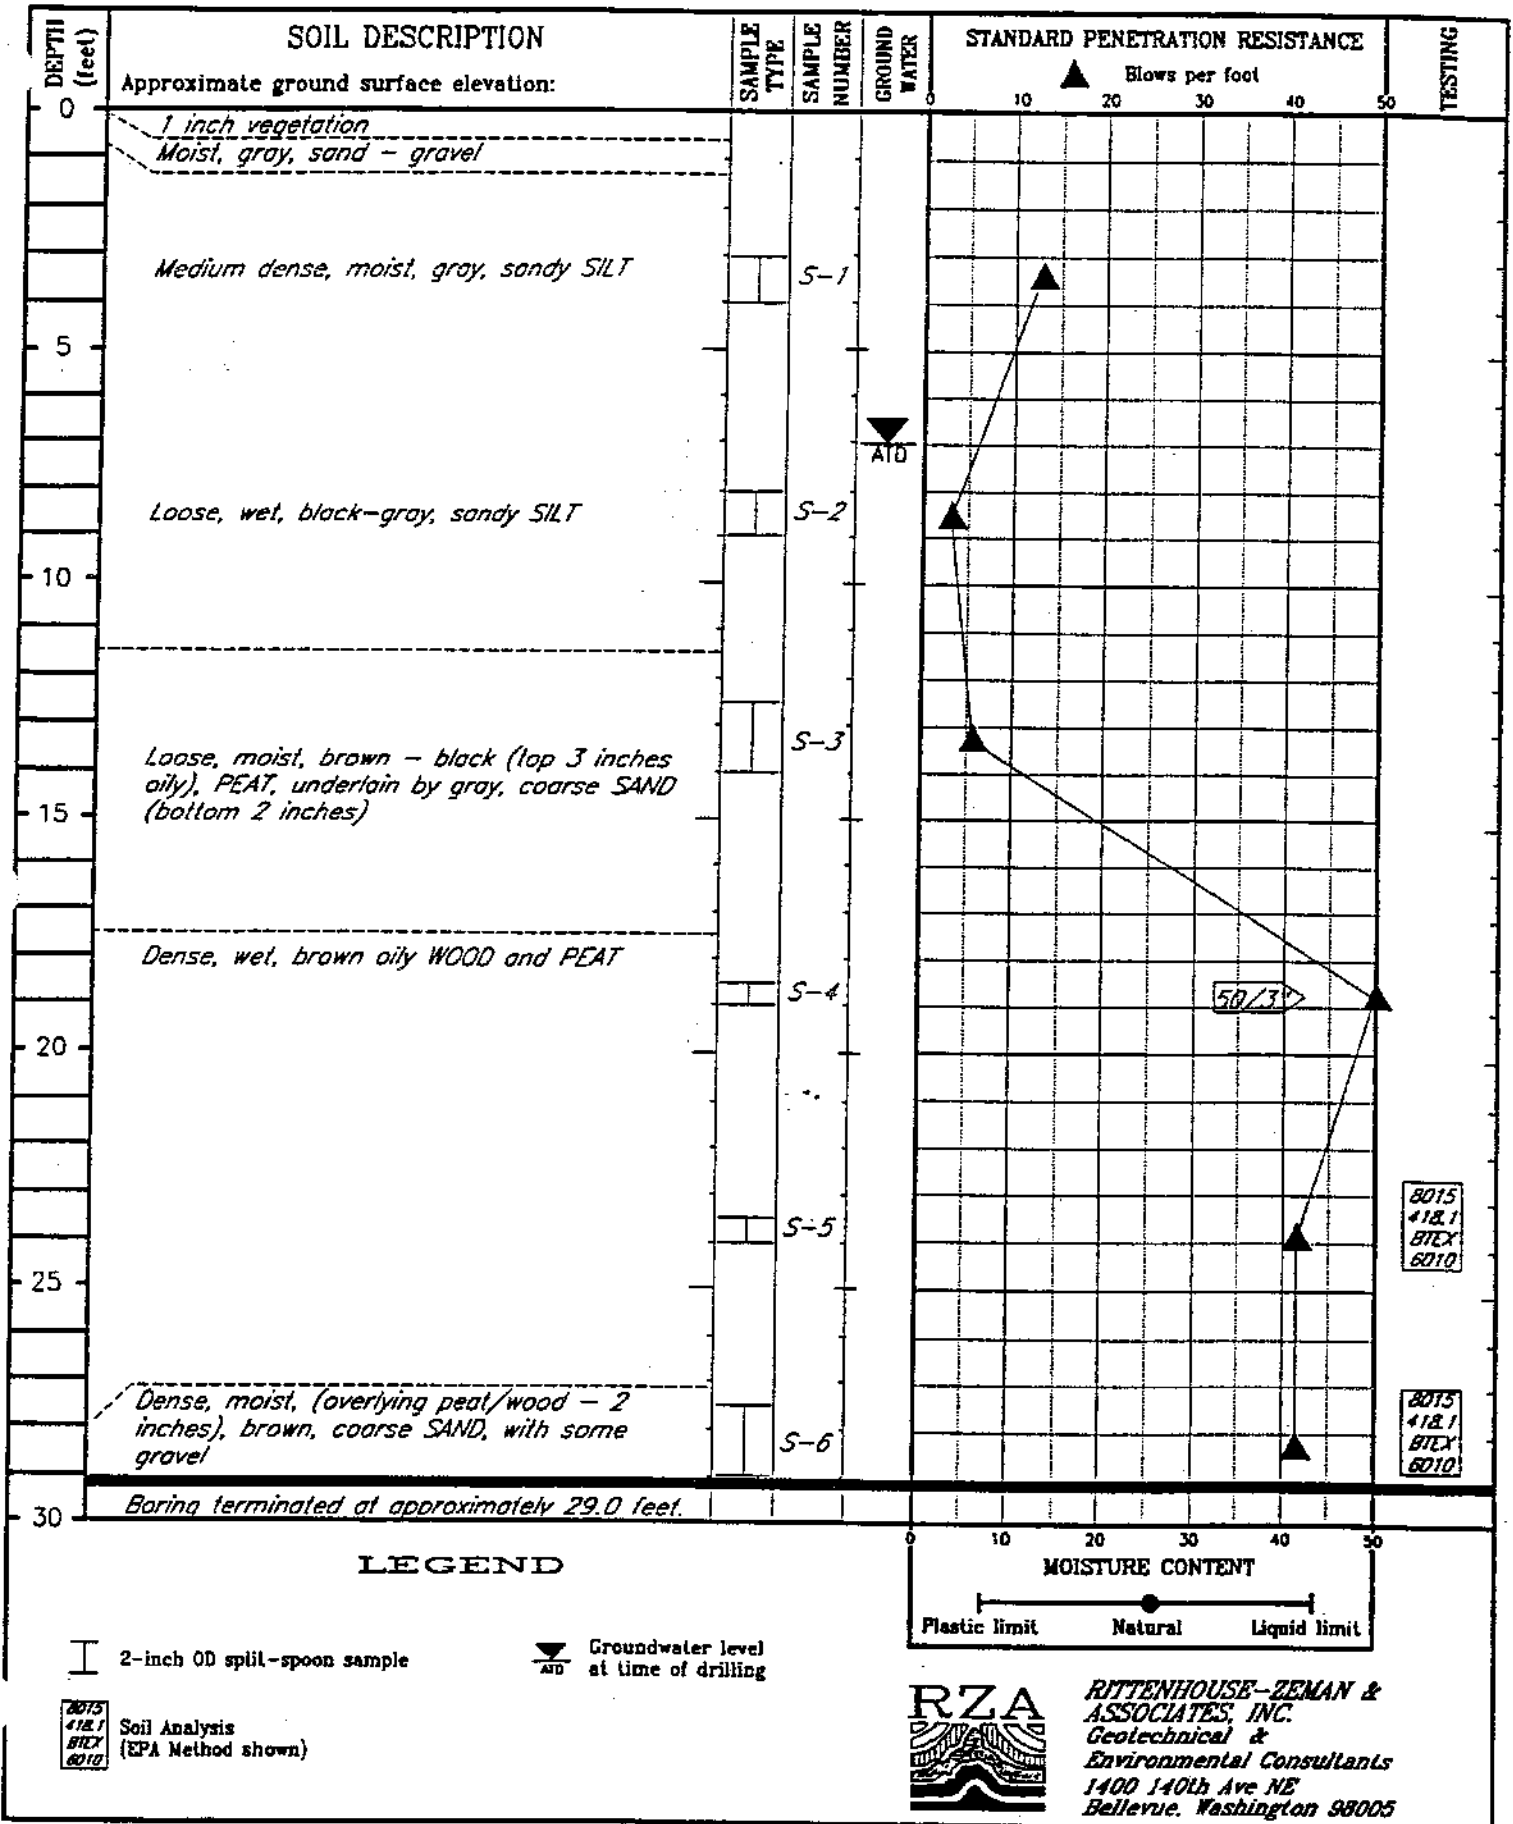 DEPTH
(feet)
SOIL DESCRIPTION
Approximate ground surface elevation:
SAMPLE
TYPE
SAMPLE
NUMBER
GROUND
WATER
STANDARD PENETRATION RESISTANCE
Blows per foot
0 10 20 30 40 50
TESTING
0
1 inch vegetation
Moist, gray, sand - gravel
Medium dense, moist, gray, sandy SILT
S-1
5
ATD
Loose, wet, black-gray, sandy SILT
S-2
10
S-3
Loose, moist, brown - black (top 3 inches
oily), PEAT, underlain by gray, coarse SAND
(bottom 2 inches)
15
Dense, wet, brown oily WOOD and PEAT
S-4
50/3"
20
S-5
8015
418.1
BTEX
6010
25
Dense, moist, (overlying peat/wood - 2
inches), brown, coarse SAND, with some
gravel
S-6
8015
418.1
BTEX
6010
Boring terminated at approximately 29.0 feet.
30
0 10 20 30 40 50
MOISTURE CONTENT
Plastic limit Natural Liquid limit
LEGEND
2-inch OD split-spoon sample
ATD
Groundwater level
at time of drilling
8015
418.1
BTEX
6010
Soil Analysis
(EPA Method shown)
RZA
RITTENHOUSE-ZEMAN &
ASSOCIATES, INC.
Geotechnical &
Environmental Consultants
1400 140th Ave NE
Bellevue, Washington 98005